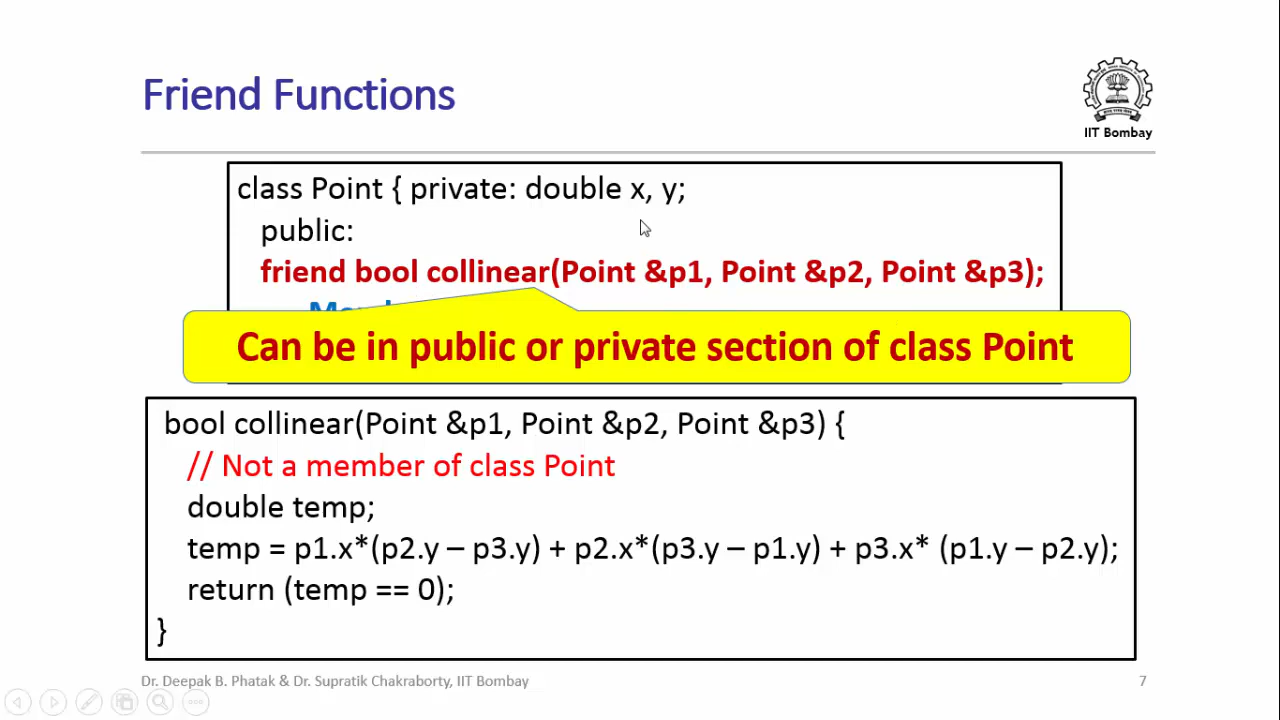 Friend Functions
IIT Bombay
class Point { private: double x, y;
public:
friend bool collinear(Point &p1, Point &p2, Point &p3);
Can be in public or private section of class Point
bool collinear(Point &p1, Point &p2, Point &p3) {
// Not a member of class Point
double temp;
temp = p1.x*(p2.y – p3.y) + p2.x*(p3.y – p1.y) + p3.x* (p1.y – p2.y);
return (temp == 0);
}
Dr. Deepak B. Phatak & Dr. Supratik Chakraborty, IIT Bombay
7